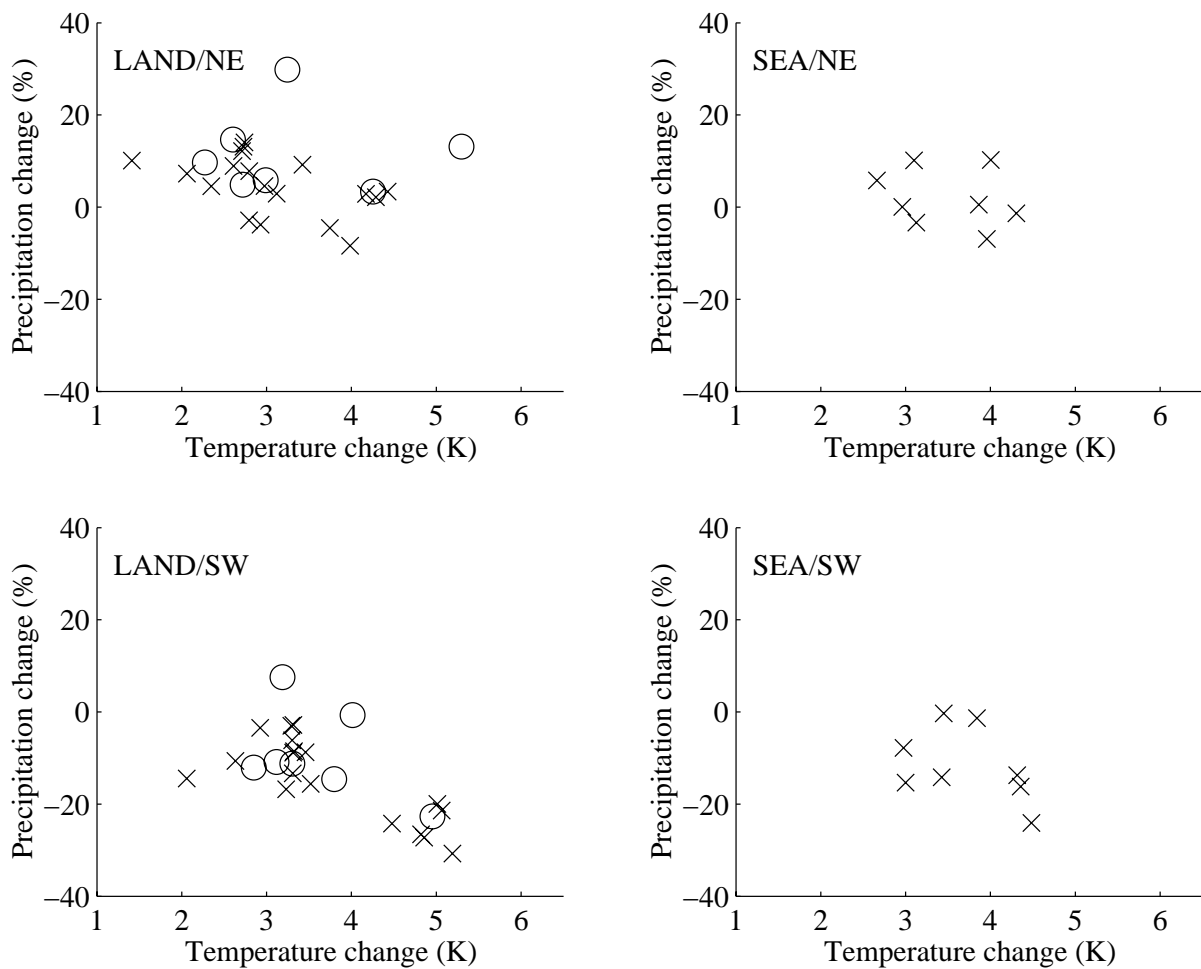 40
20
0
−20
−40
Precipitation change (%)
LAND/NE
1 2 3 4 5 6
Temperature change (K)
40
20
0
−20
−40
Precipitation change (%)
SEA/NE
1 2 3 4 5 6
Temperature change (K)
40
20
0
−20
−40
Precipitation change (%)
LAND/SW
1 2 3 4 5 6
Temperature change (K)
40
20
0
−20
−40
Precipitation change (%)
SEA/SW
1 2 3 4 5 6
Temperature change (K)